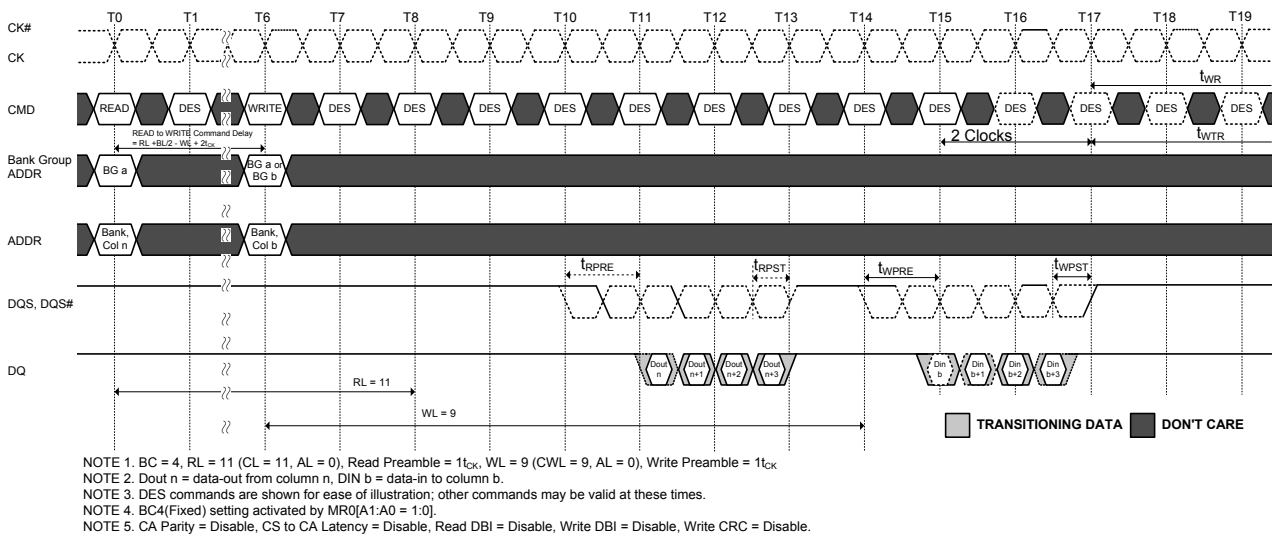 T0 T1 T6 T7 T8 T9 T10 T11 T12 T13 T14 T15 T16 T17 T18 T19
CK#
CK
tWR
CMD READ DES WRITE DES DES DES DES DES DES DES DES DES DES DES DES DES
READ to WRITE Command Delay
= RL +BL/2 - WL + 2tCK
2 Clocks tWTR
Bank Group
ADDR
BG a
BG a or
BG b
ADDR
Bank,
Col n
Bank,
Col b
tRPRE tRPST tWPRE tWPST
DQS, DQS#
DQ
Dout
n
Dout
n+1
Dout
n+2
Dout
n+3
Din
b
Din
b+1
Din
b+2
Din
b+3
RL = 11
WL = 9
TRANSITIONING DATA DON'T CARE
NOTE 1. BC = 4, RL = 11 (CL = 11, AL = 0), Read Preamble = 1tCK, WL = 9 (CWL = 9, AL = 0), Write Preamble = 1tCK
NOTE 2. Dout n = data-out from column n, DIN b = data-in to column b.
NOTE 3. DES commands are shown for ease of illustration; other commands may be valid at these times.
NOTE 4. BC4(Fixed) setting activated by MR0[A1:A0 = 1:0].
NOTE 5. CA Parity = Disable, CS to CA Latency = Disable, Read DBI = Disable, Write DBI = Disable, Write CRC = Disable.